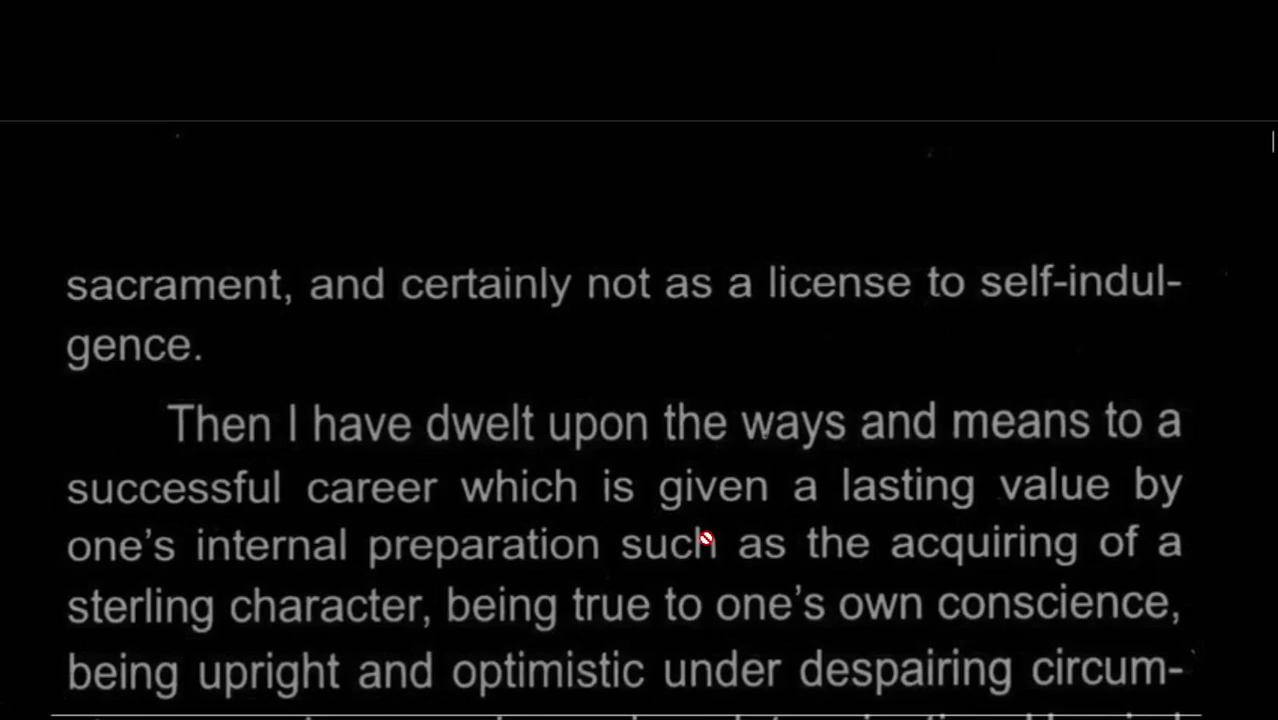 sacrament, and certainly not as a license to self-indul-
gence.
Then I have dwelt upon the ways and means to a
successful career which is given a lasting value by
one's internal preparation such as the acquiring of a
sterling character, being true to one's own conscience,
being upright and optimistic under despairing circum-